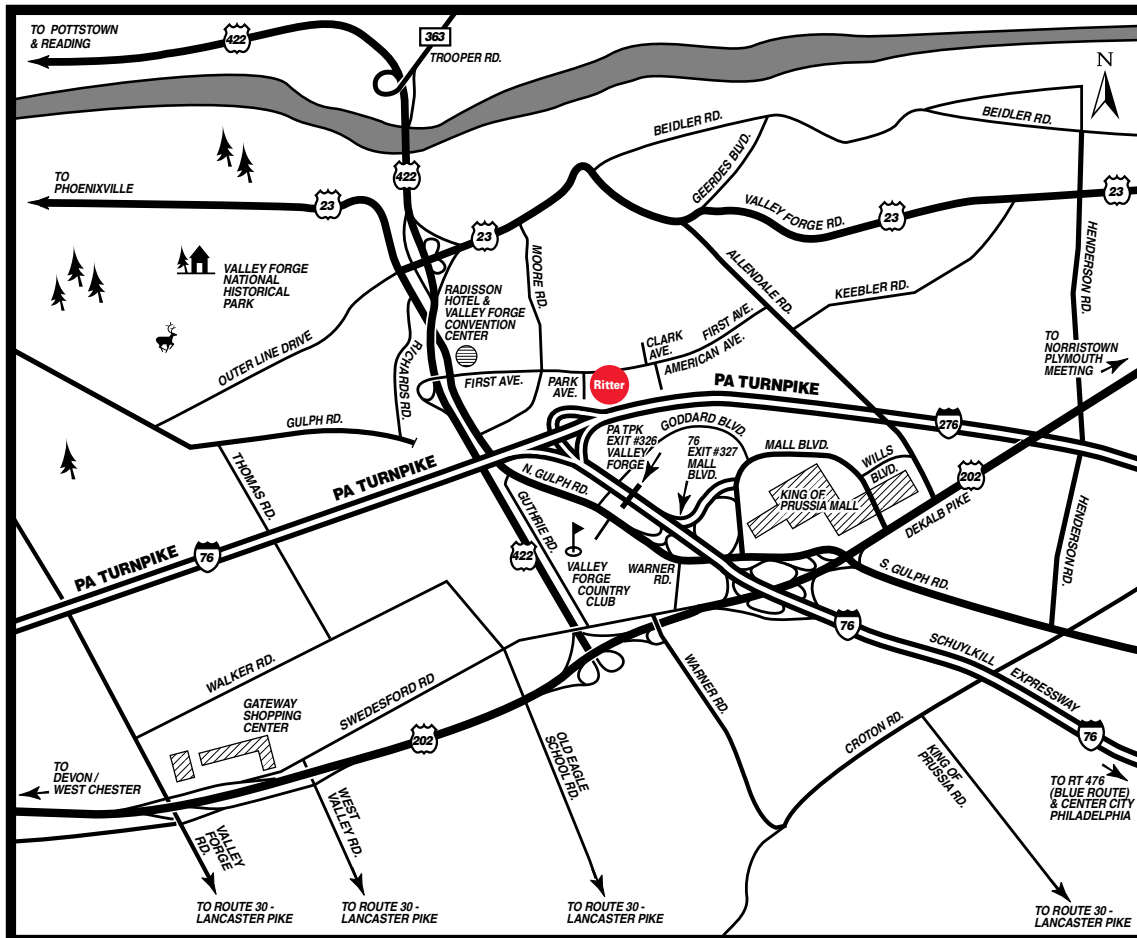 TO POTTSTOWN
& READING
422
363
TROOPER RD.
N
BEIDLER RD.
BEIDLER RD.
422
TO
PHOENIXVILLE
23
GEERDES BLVD.
VALLEY FORGE RD.
23
23
23
MOORE RD.
ALLENDALE RD.
HENDERSON RD.
VALLEY FORGE
NATIONAL
HISTORICAL
PARK
RADISSON
HOTEL &
VALLEY FORGE
CONVENTION
CENTER
KEEBLER RD.
OUTER LINE DRIVE
RICHARDS RD.
CLARK
AVE.
FIRST AVE.
AMERICAN AVE.
TO
NORRISTOWN
PLYMOUTH
MEETING
FIRST AVE.
PARK
AVE.
Ritter
PA TURNPIKE
276
GULPH RD.
THOMAS RD.
PA TURNPIKE
N. GULPH RD.
PA TPK
EXIT #326
VALLEY
FORGE
GODDARD BLVD.
76
EXIT #327
MALL
BLVD.
MALL BLVD.
WILLS
BLVD.
KING OF
PRUSSIA MALL
202
DEKALB PIKE
HENDERSON RD.
PA TURNPIKE
76
GUTHRIE RD.
422
VALLEY
FORGE
COUNTRY
CLUB
WARNER
RD.
S. GULPH RD.
76
SCHUYLKILL
EXPRESSWAY
76
WALKER RD.
SWEDESFORD RD
GATEWAY
SHOPPING
CENTER
202
WARNER RD.
CROTON RD.
KING OF
PRUSSIA RD.
OLD EAGLE
SCHOOL RD.
TO
DEVON /
WEST CHESTER
TO RT 476
(BLUE ROUTE)
& CENTER CITY
PHILADELPHIA
VALLEY
FORGE
RD.
WEST
VALLEY RD.
TO ROUTE 30 -
LANCASTER PIKE
TO ROUTE 30 -
LANCASTER PIKE
TO ROUTE 30 -
LANCASTER PIKE
TO ROUTE 30 -
LANCASTER PIKE